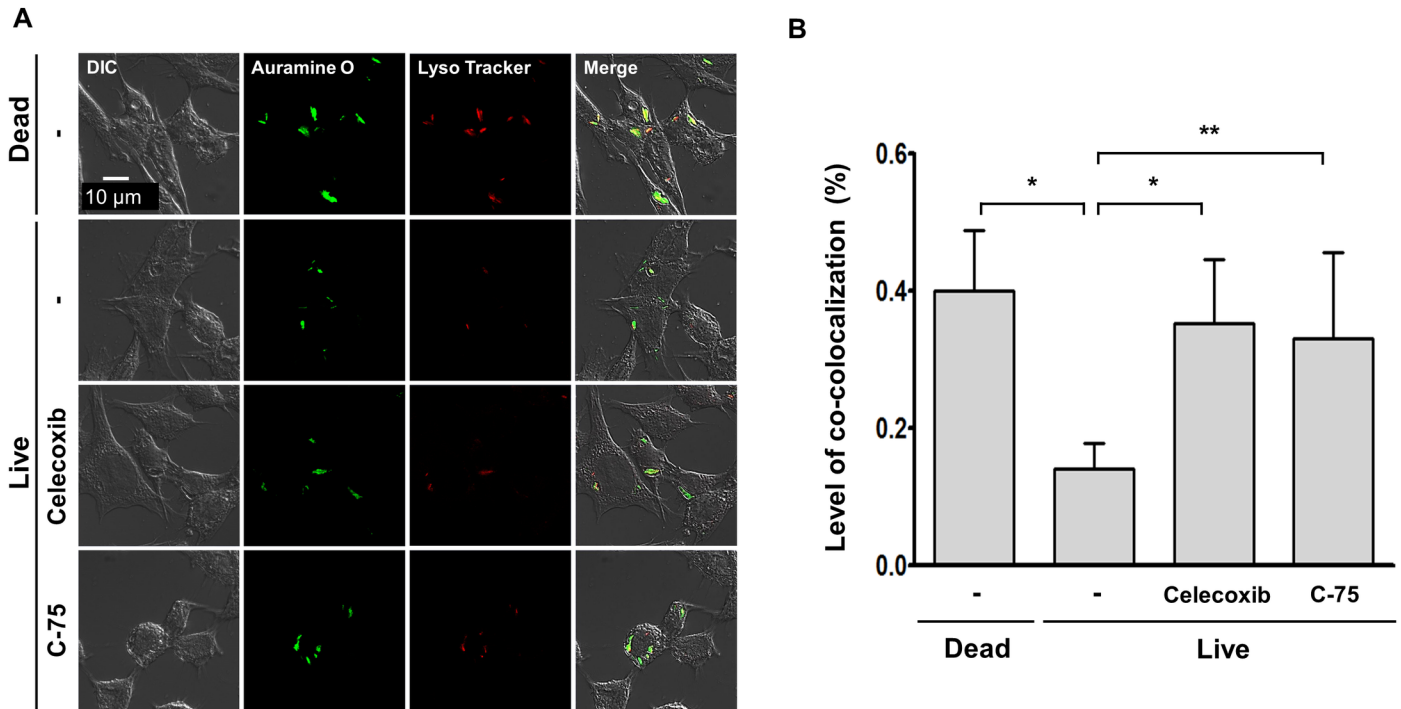 A
DIC
Auramine O
Lyso Tracker
Merge
Dead
-
10 µm
Live
-
Celecoxib
C-75
B
Level of co-colocalization (%)
0.6
0.4
0.2
0.0
*
*
**
-
-
Celecoxib
C-75
Dead
Live